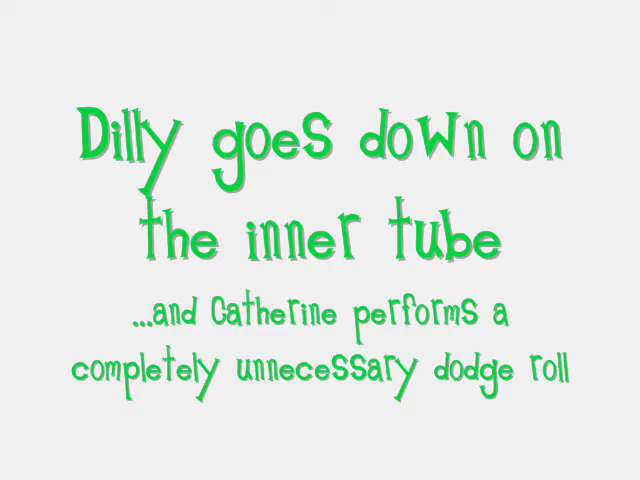 Dilly goes down on
the inner tube
...and Catherine performs a
completely unnecessary dodge roll